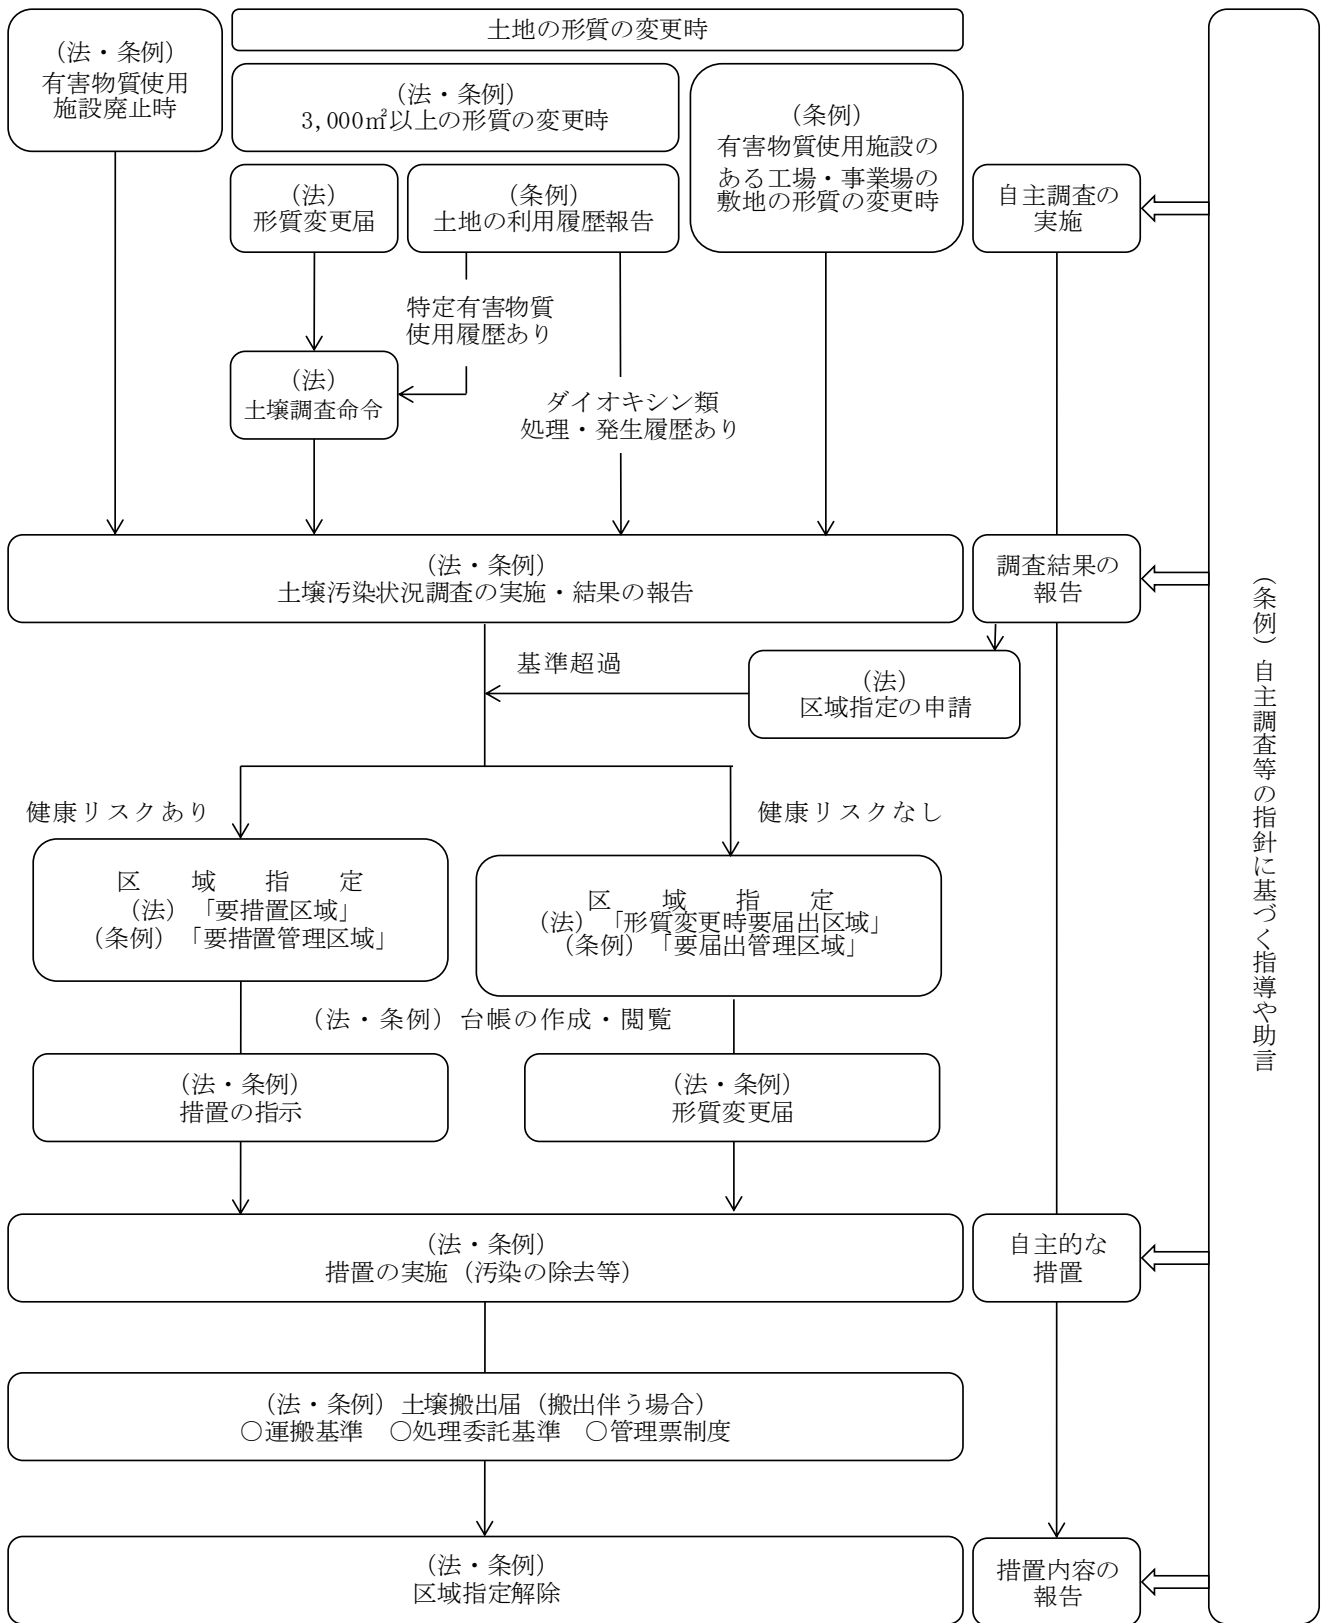 土地の形質の変更時
（法・条例）
有害物質使用
施設廃止時
（法・条例）
3,000㎡以上の形質の変更時
（条例）
有害物質使用施設の
ある工場・事業場の
敷地の形質の変更時
（法）
形質変更届
（条例）
土地の利用履歴報告
自主調査の
実施
特定有害物質
使用履歴あり
（法）
土壌調査命令
ダイオキシン類
処理・発生履歴あり
（法・条例）
土壌汚染状況調査の実施・結果の報告
調査結果の
報告
基準超過
（法）
区域指定の申請
健康リスクあり
健康リスクなし
区　域　指　定
（法）「要措置区域」
（条例）「要措置管理区域」
区　域　指　定
（法）「形質変更時要届出区域」
（条例）「要届出管理区域」
（法・条例）台帳の作成・閲覧
（法・条例）
措置の指示
（法・条例）
形質変更届
（法・条例）
措置の実施（汚染の除去等）
自主的な
措置
（法・条例）土壌搬出届（搬出伴う場合）
○運搬基準　○処理委託基準　○管理票制度
（法・条例）
区域指定解除
措置内容の
報告
（条例）自主調査等の指針に基づく指導や助言